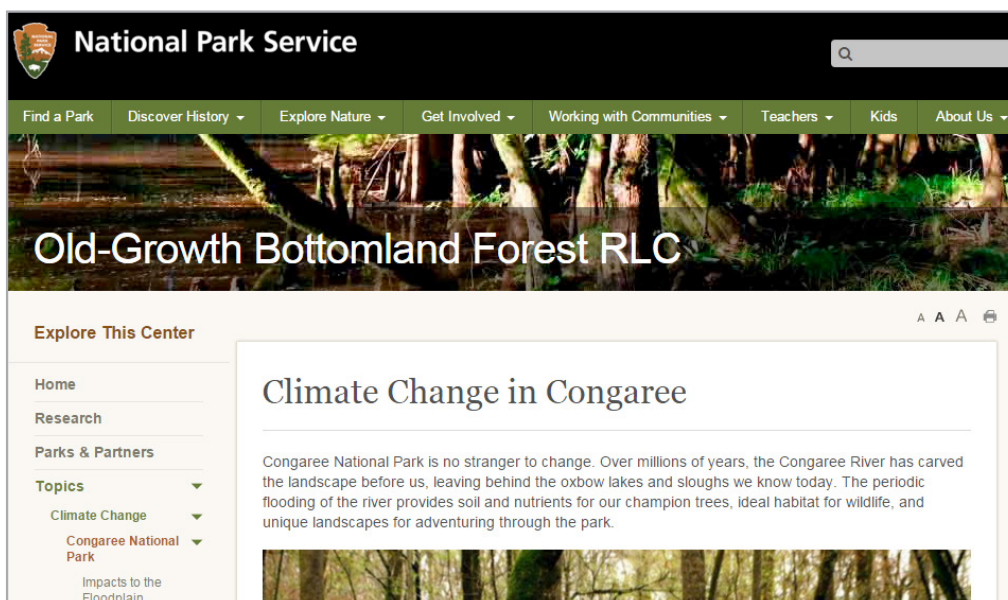 National Park Service
Find a Park Discover History Explore Nature Get Involved Working with Communities Teachers Kids About Us
Old-Growth Bottomland Forest RLC
A A A
Explore This Center
Home
Research
Parks & Partners
Topics
Climate Change
Congaree National
Park
Impacts to the
Floodplain
Climate Change in Congaree
Congaree National Park is no stranger to change. Over millions of years, the Congaree River has carved
the landscape before us, leaving behind the oxbow lakes and sloughs we know today. The periodic
flooding of the river provides soil and nutrients for our champion trees, ideal habitat for wildlife, and
unique landscapes for adventuring through the park.